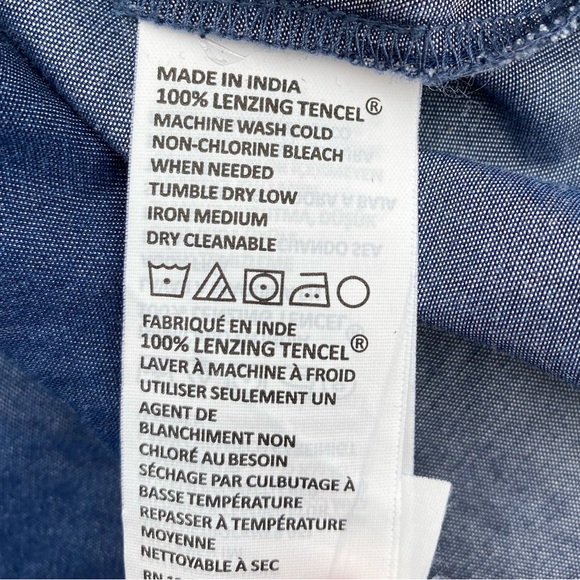 MADE IN INDIA
100% LENZING TENCEL®
MACHINE WASH COLD
NON-CHLORINE BLEACH
WHEN NEEDED
TUMBLE DRY LOW
IRON MEDIUM
DRY CLEANABLE
FABRIQUÉ EN INDE
100% LENZING TENCEL®
LAVER À MACHINE À FROID
UTILISER SEULEMENT UN
AGENT DE
BLANCHIMENT NON
CHLORÉ AU BESOIN
SÉCHAGE PAR CULBUTAGE À
BASSE TEMPÉRATURE
REPASSER À TEMPÉRATURE
MOYENNE
NETTOYABLE À SEC
RN